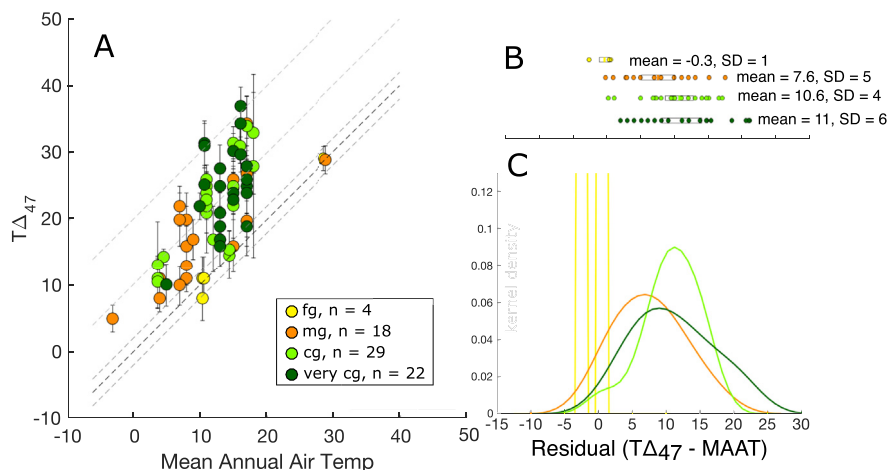 A
50
40
30
20
10
0
-10
TΔ47
-10 0 10 20 30 40 50
Mean Annual Air Temp
fg, n = 4
mg, n = 18
cg, n = 29
very cg, n = 22
B
mean = -0.3, SD = 1
mean = 7.6, SD = 5
mean = 10.6, SD = 4
mean = 11, SD = 6
C
0.12
0.1
0.08
0.06
0.04
0.02
0
kernel density
-15 -10 -5 0 5 10 15 20 25 30
Residual (TΔ47 - MAAT)